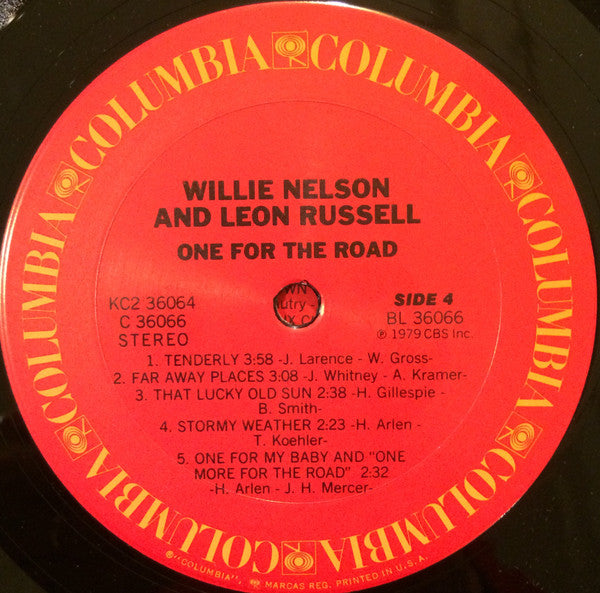 COLUMBIA COLUMBIA COLUMBIA COLUMBIA COLUMBIA COLUMBIA
WILLIE NELSON
AND LEON RUSSELL
ONE FOR THE ROAD
KC2 36064
C 36066
STEREO
SIDE 4
BL 36066
℗ 1979 CBS Inc.
1. TENDERLY 3:58 -J. Larence - W. Gross-
2. FAR AWAY PLACES 3:08 -J. Whitney - A. Kramer-
3. THAT LUCKY OLD SUN 2:38 -H. Gillespie -
B. Smith-
4. STORMY WEATHER 2:23 -H. Arlen -
T. Koehler-
5. ONE FOR MY BABY AND "ONE
MORE FOR THE ROAD" 2:32
-H. Arlen - J. H. Mercer-
"COLUMBIA", MARCAS REG. PRINTED IN U.S.A.